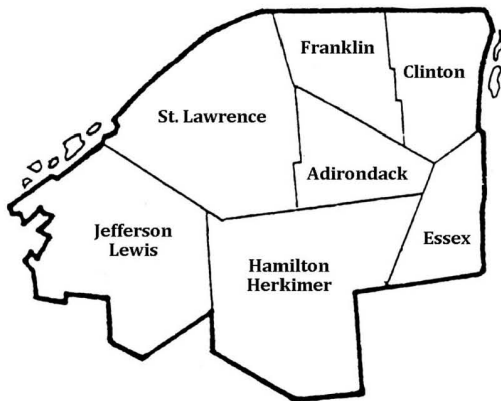 Franklin
Clinton
St. Lawrence
Adirondack
Jefferson
Lewis
Essex
Hamilton
Herkimer